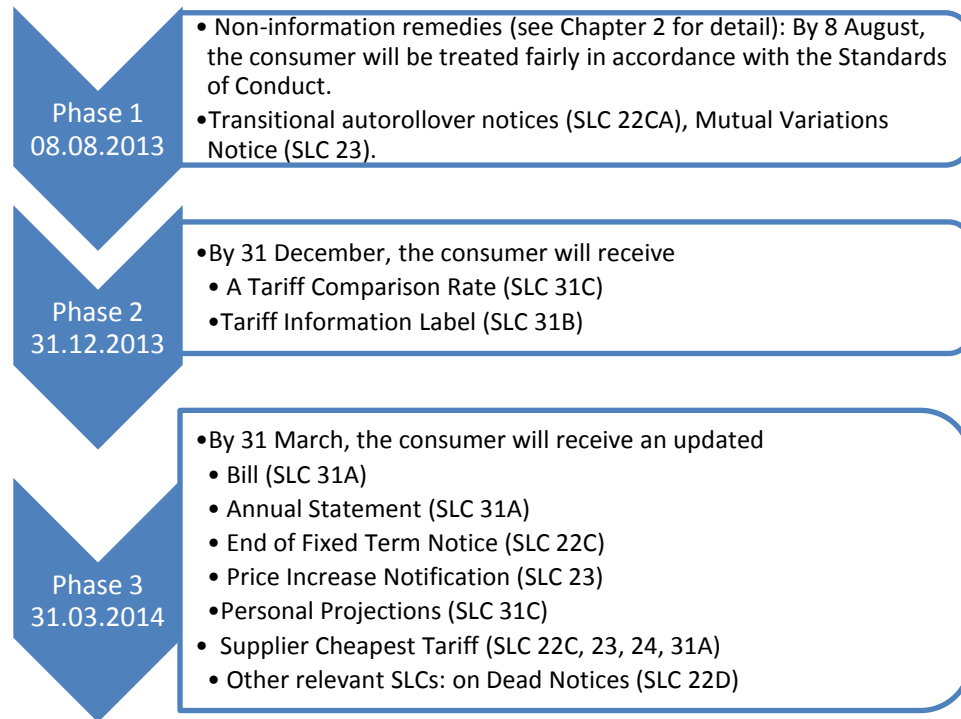 Phase 1
08.08.2013
• Non-information remedies (see Chapter 2 for detail): By 8 August,
the consumer will be treated fairly in accordance with the Standards
of Conduct.
•Transitional autorollover notices (SLC 22CA), Mutual Variations
Notice (SLC 23).
Phase 2
31.12.2013
•By 31 December, the consumer will receive
• A Tariff Comparison Rate (SLC 31C)
•Tariff Information Label (SLC 31B)
Phase 3
31.03.2014
•By 31 March, the consumer will receive an updated
• Bill (SLC 31A)
• Annual Statement (SLC 31A)
• End of Fixed Term Notice (SLC 22C)
• Price Increase Notification (SLC 23)
•Personal Projections (SLC 31C)
• Supplier Cheapest Tariff (SLC 22C, 23, 24, 31A)
• Other relevant SLCs: on Dead Notices (SLC 22D)